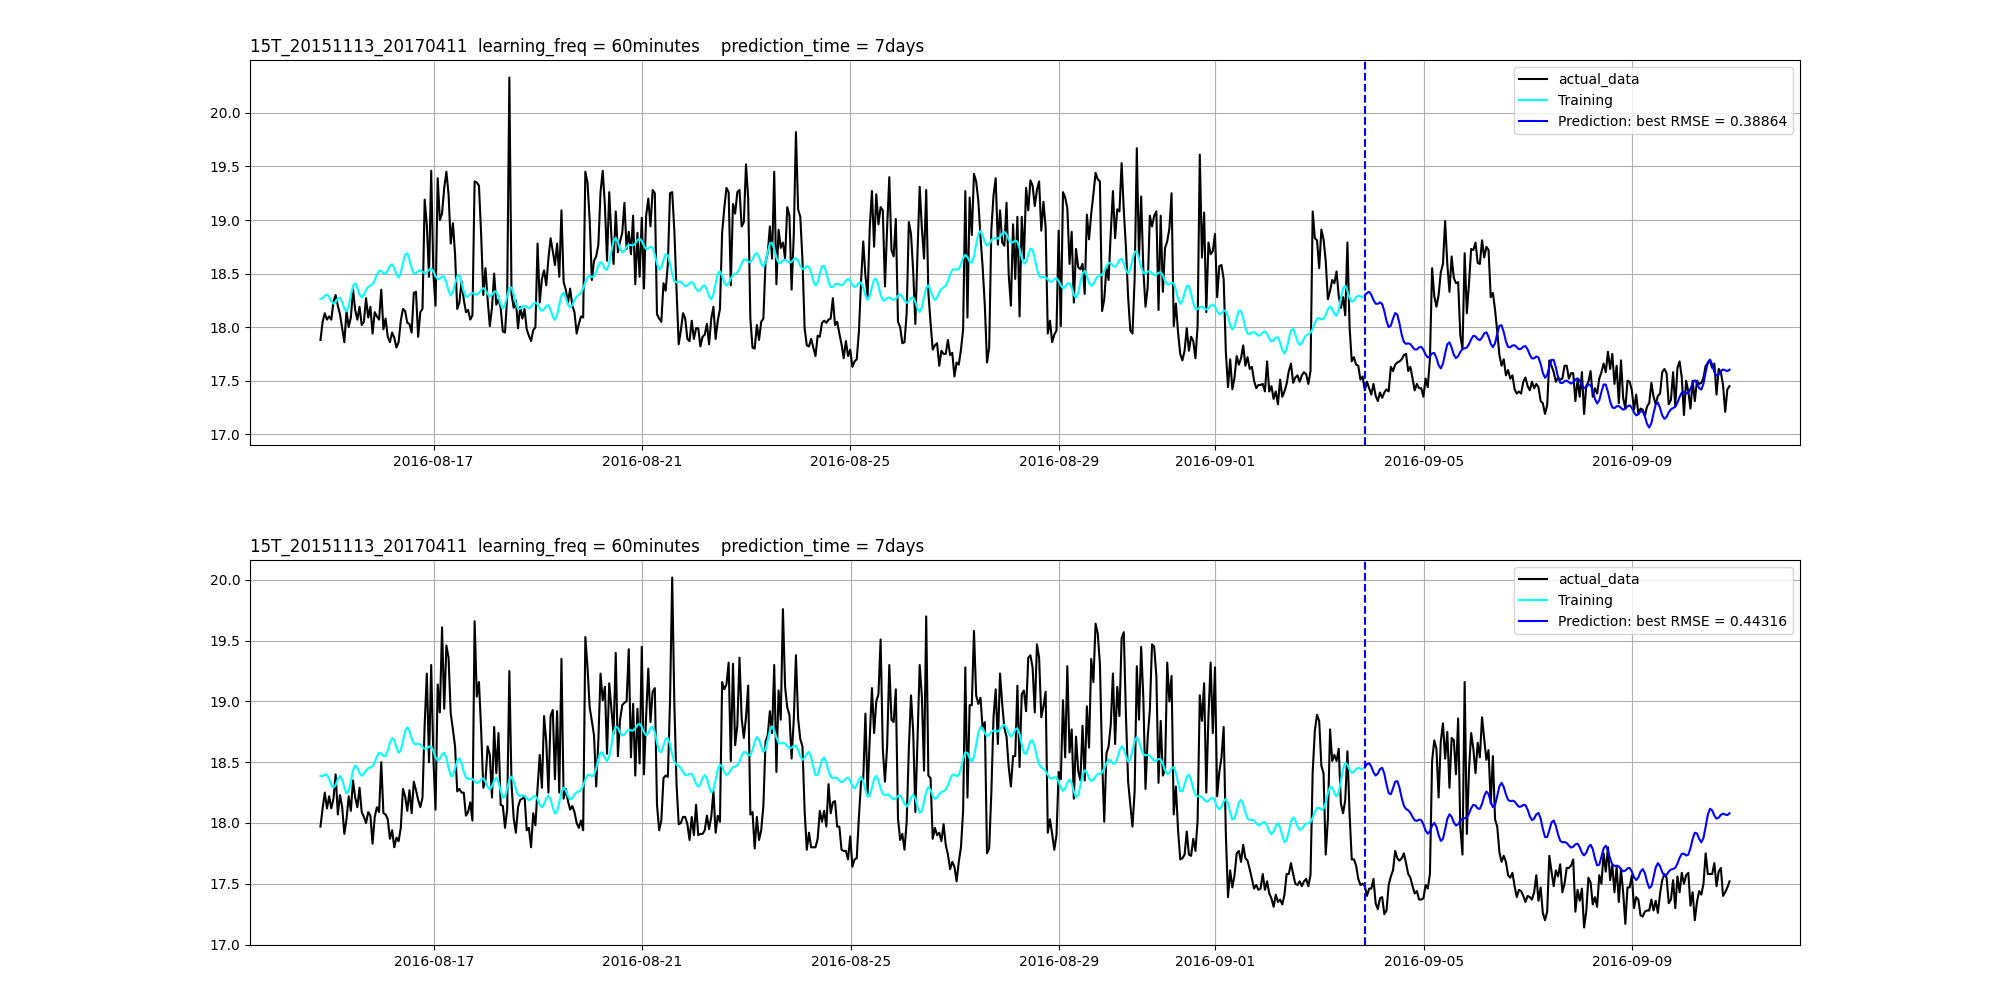 15T_20151113_20170411  learning_freq = 60minutes    prediction_time = 7days
actual_data
Training
Prediction: best RMSE = 0.38864
20.0
19.5
19.0
18.5
18.0
17.5
17.0
2016-08-17 2016-08-21 2016-08-25 2016-08-29 2016-09-01 2016-09-05 2016-09-09
15T_20151113_20170411  learning_freq = 60minutes    prediction_time = 7days
actual_data
Training
Prediction: best RMSE = 0.44316
20.0
19.5
19.0
18.5
18.0
17.5
17.0
2016-08-17 2016-08-21 2016-08-25 2016-08-29 2016-09-01 2016-09-05 2016-09-09